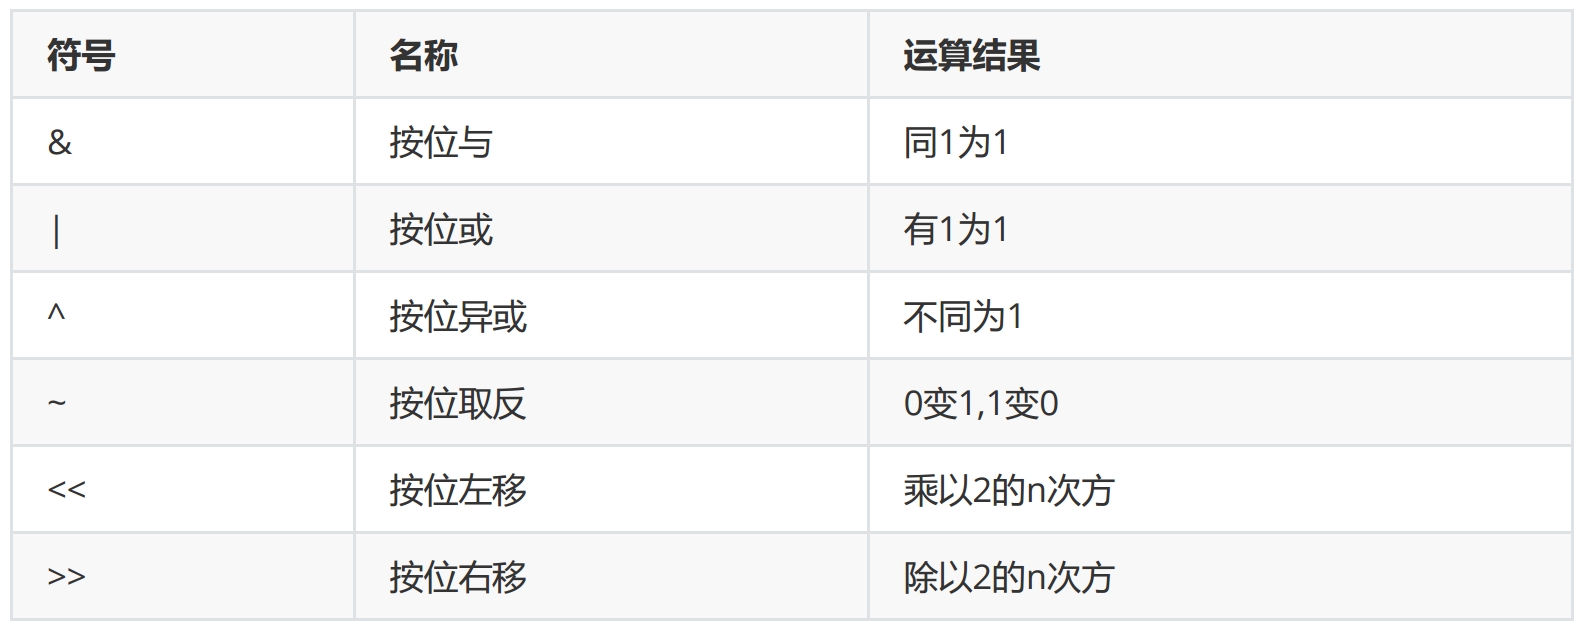 符号 名称 运算结果
& 按位与 同1为1
| 按位或 有1为1
^ 按位异或 不同为1
~ 按位取反 0变1,1变0
<< 按位左移 乘以2的n次方
>> 按位右移 除以2的n次方